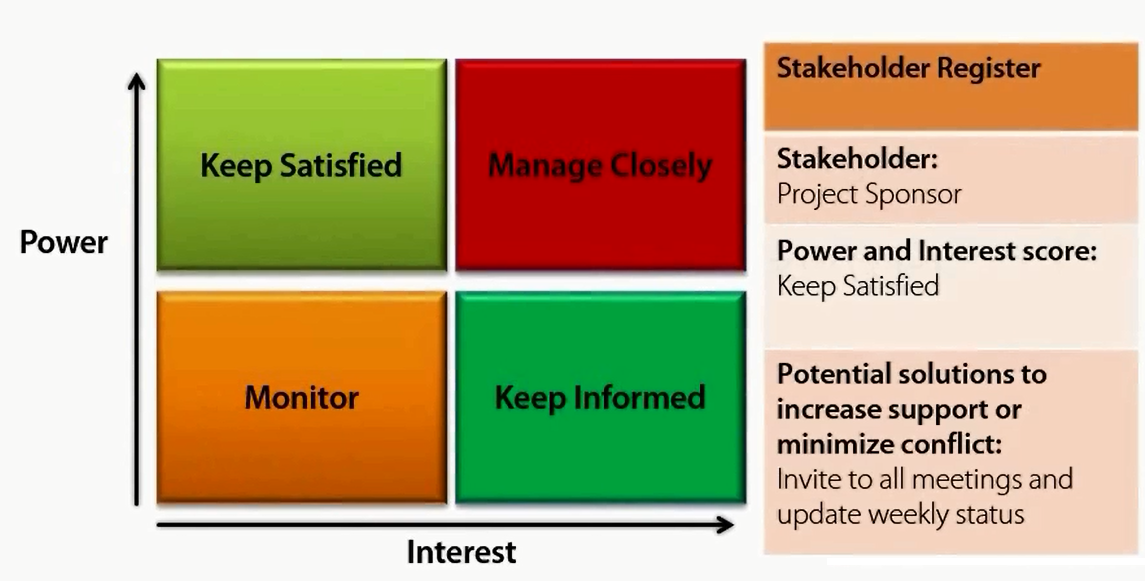 Keep Satisfied
Manage Closely
Power
Monitor
Keep Informed
Interest
Stakeholder Register
Stakeholder:
Project Sponsor
Power and Interest score:
Keep Satisfied
Potential solutions to
increase support or
minimize conflict:
Invite to all meetings and
update weekly status